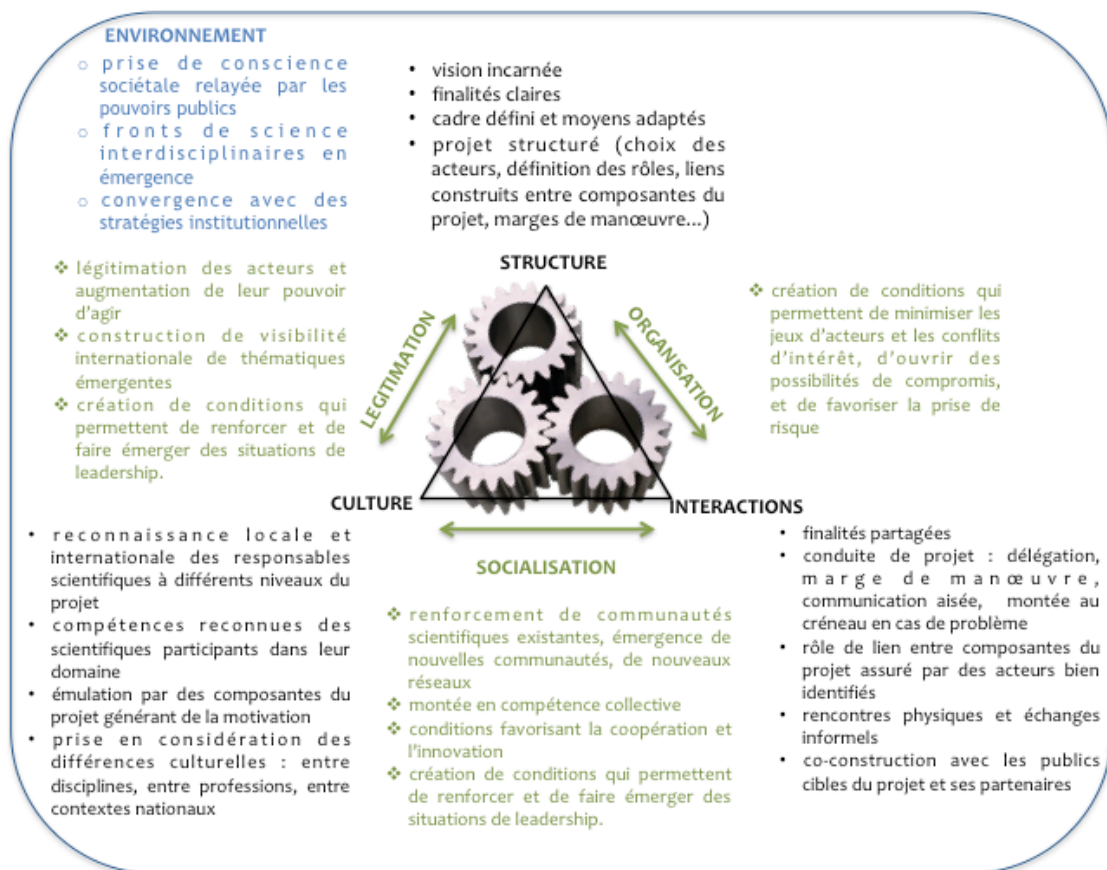 ENVIRONNEMENT
o prise de conscience
sociétale relayée par les
pouvoirs publics
o fronts de science
interdisciplinaires en
émergence
o convergence avec des
stratégies institutionnelles
• vision incarnée
• finalités claires
• cadre défini et moyens adaptés
• projet structuré (choix des
acteurs, définition des rôles, liens
construits entre composantes du
projet, marges de manœuvre...)
STRUCTURE
❖ légitimation des acteurs et
augmentation de leur pouvoir
d'agir
❖ construction de visibilité
internationale de thématiques
émergentes
❖ création de conditions qui
permettent de renforcer et de
faire émerger des situations de
leadership.
LEGITIMATION
ORGANISATION
❖ création de conditions qui
permettent de minimiser les
jeux d'acteurs et les conflits
d'intérêt, d'ouvrir des
possibilités de compromis,
et de favoriser la prise de
risque
CULTURE
INTERACTIONS
• reconnaissance locale et
internationale des responsables
scientifiques à différents niveaux du
projet
• compétences reconnues des
scientifiques participants dans leur
domaine
• émulation par des composantes du
projet générant de la motivation
• prise en considération des
différences culturelles : entre
disciplines, entre professions, entre
contextes nationaux
SOCIALISATION
❖ renforcement de communautés
scientifiques existantes, émergence de
nouvelles communautés, de nouveaux
réseaux
❖ montée en compétence collective
❖ conditions favorisant la coopération et
l'innovation
❖ création de conditions qui permettent
de renforcer et de faire émerger des
situations de leadership.
• finalités partagées
• conduite de projet : délégation,
marge de manœuvre,
communication aisée, montée au
créneau en cas de problème
• rôle de lien entre composantes du
projet assuré par des acteurs bien
identifiés
• rencontres physiques et échanges
informels
• co-construction avec les publics
cibles du projet et ses partenaires